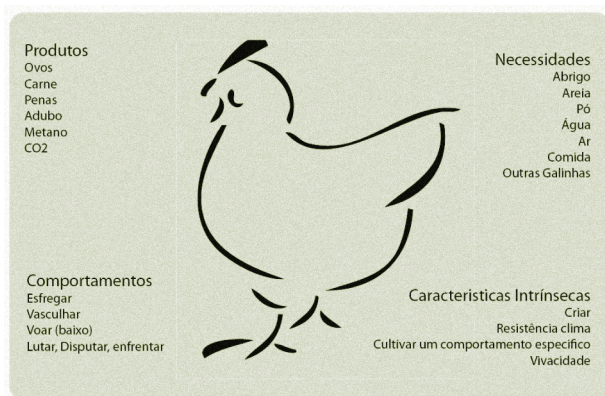 Produtos
Ovos
Carne
Penas
Adubo
Metano
CO2
Necessidades
Abrigo
Areia
Pó
Água
Ar
Comida
Outras Galinhas
Comportamentos
Esfregar
Vasculhar
Voar (baixo)
Lutar, Disputar, enfrentar
Caracteristicas Intrínsecas
Criar
Resistência clima
Cultivar um comportamento especifico
Vivacidade